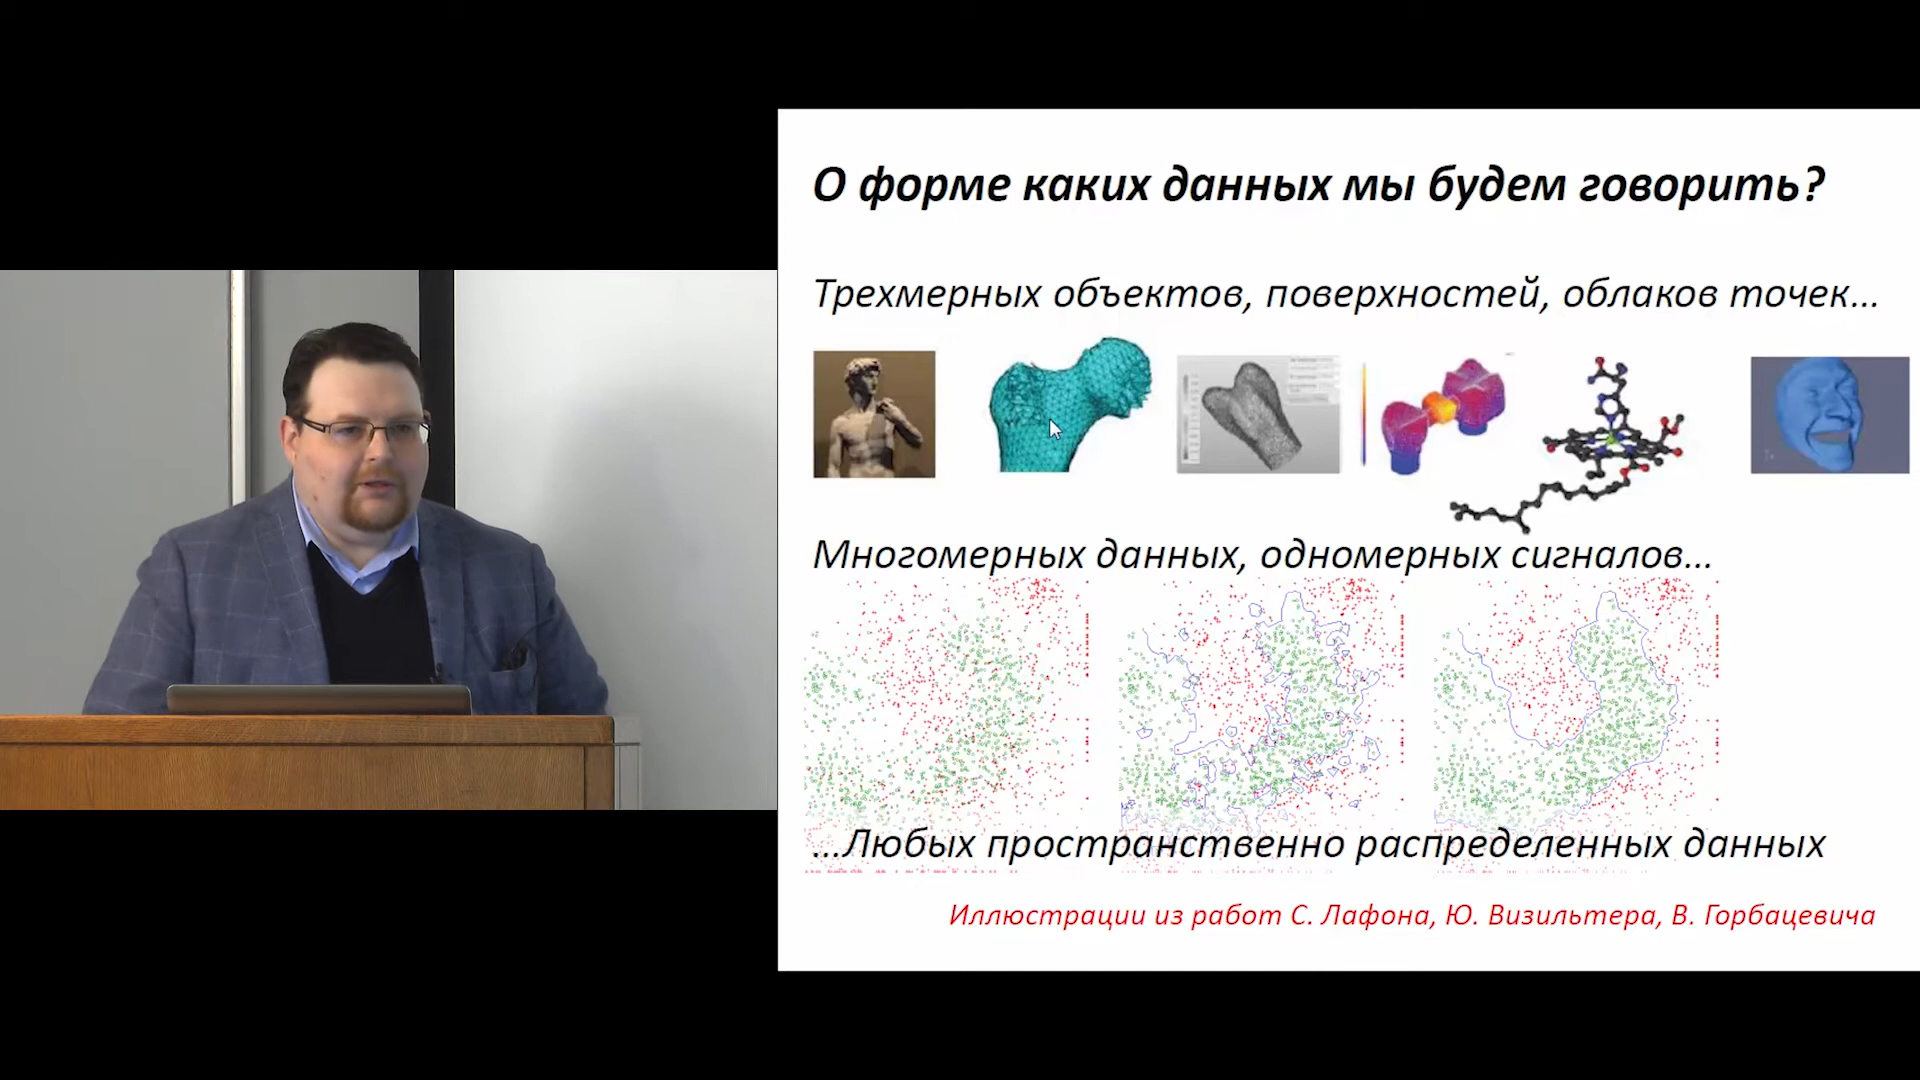 О форме каких данных мы будем говорить?
Трехмерных объектов, поверхностей, облаков точек...
Многомерных данных, одномерных сигналов...
...Любых пространственно распределенных данных
Иллюстрации из работ С. Лафона, Ю. Визильтера, В. Горбацевича